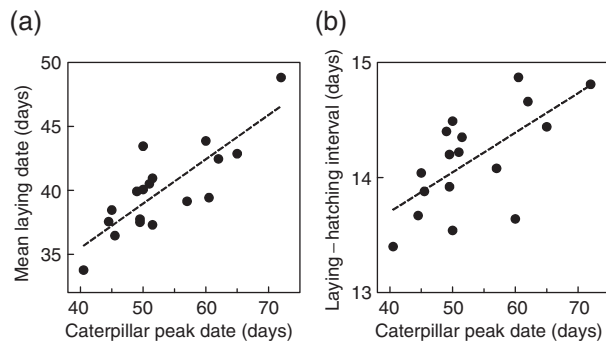 (a)
Mean laying date (days)
50
45
40
35
40
50
60
70
Caterpillar peak date (days)
(b)
Laying–hatching interval (days)
15
14
13
40
50
60
70
Caterpillar peak date (days)